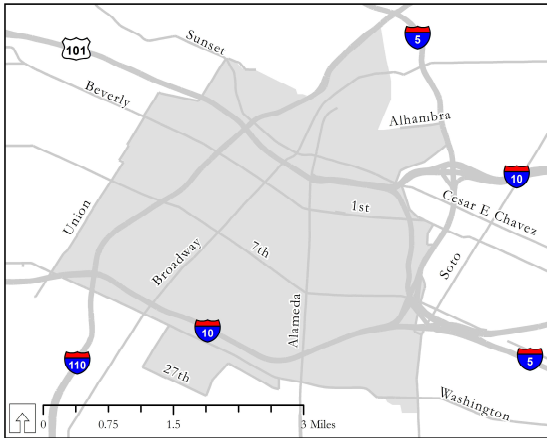 Sunset
5
101
Beverly
Alhambra
10
Cesar E Chavez
1st
Union
7th
Soto
Broadway
Alameda
10
5
110
27th
Washington
0 0.75 1.5 3 Miles